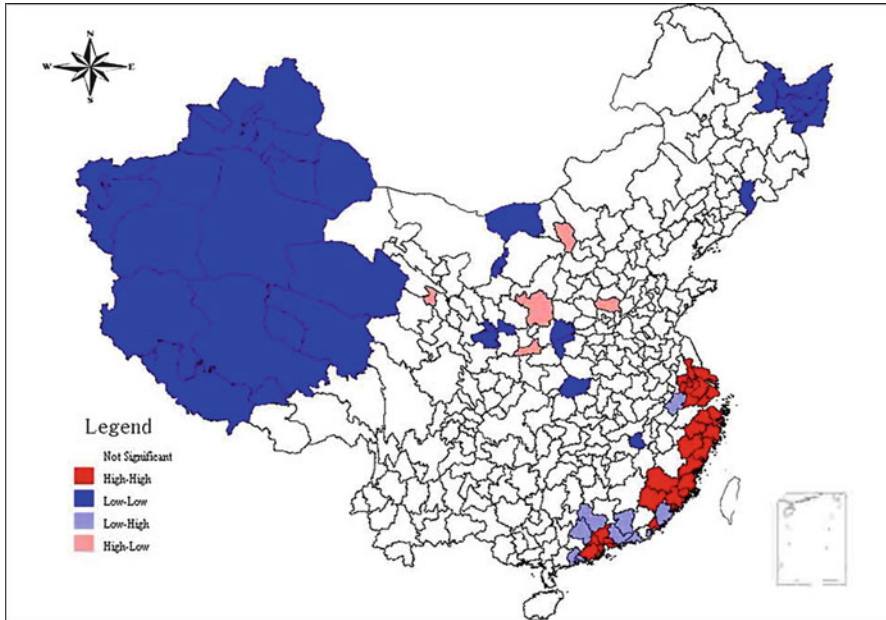 N
W E
S
Legend
Not Significant
High-High
Low-Low
Low-High
High-Low